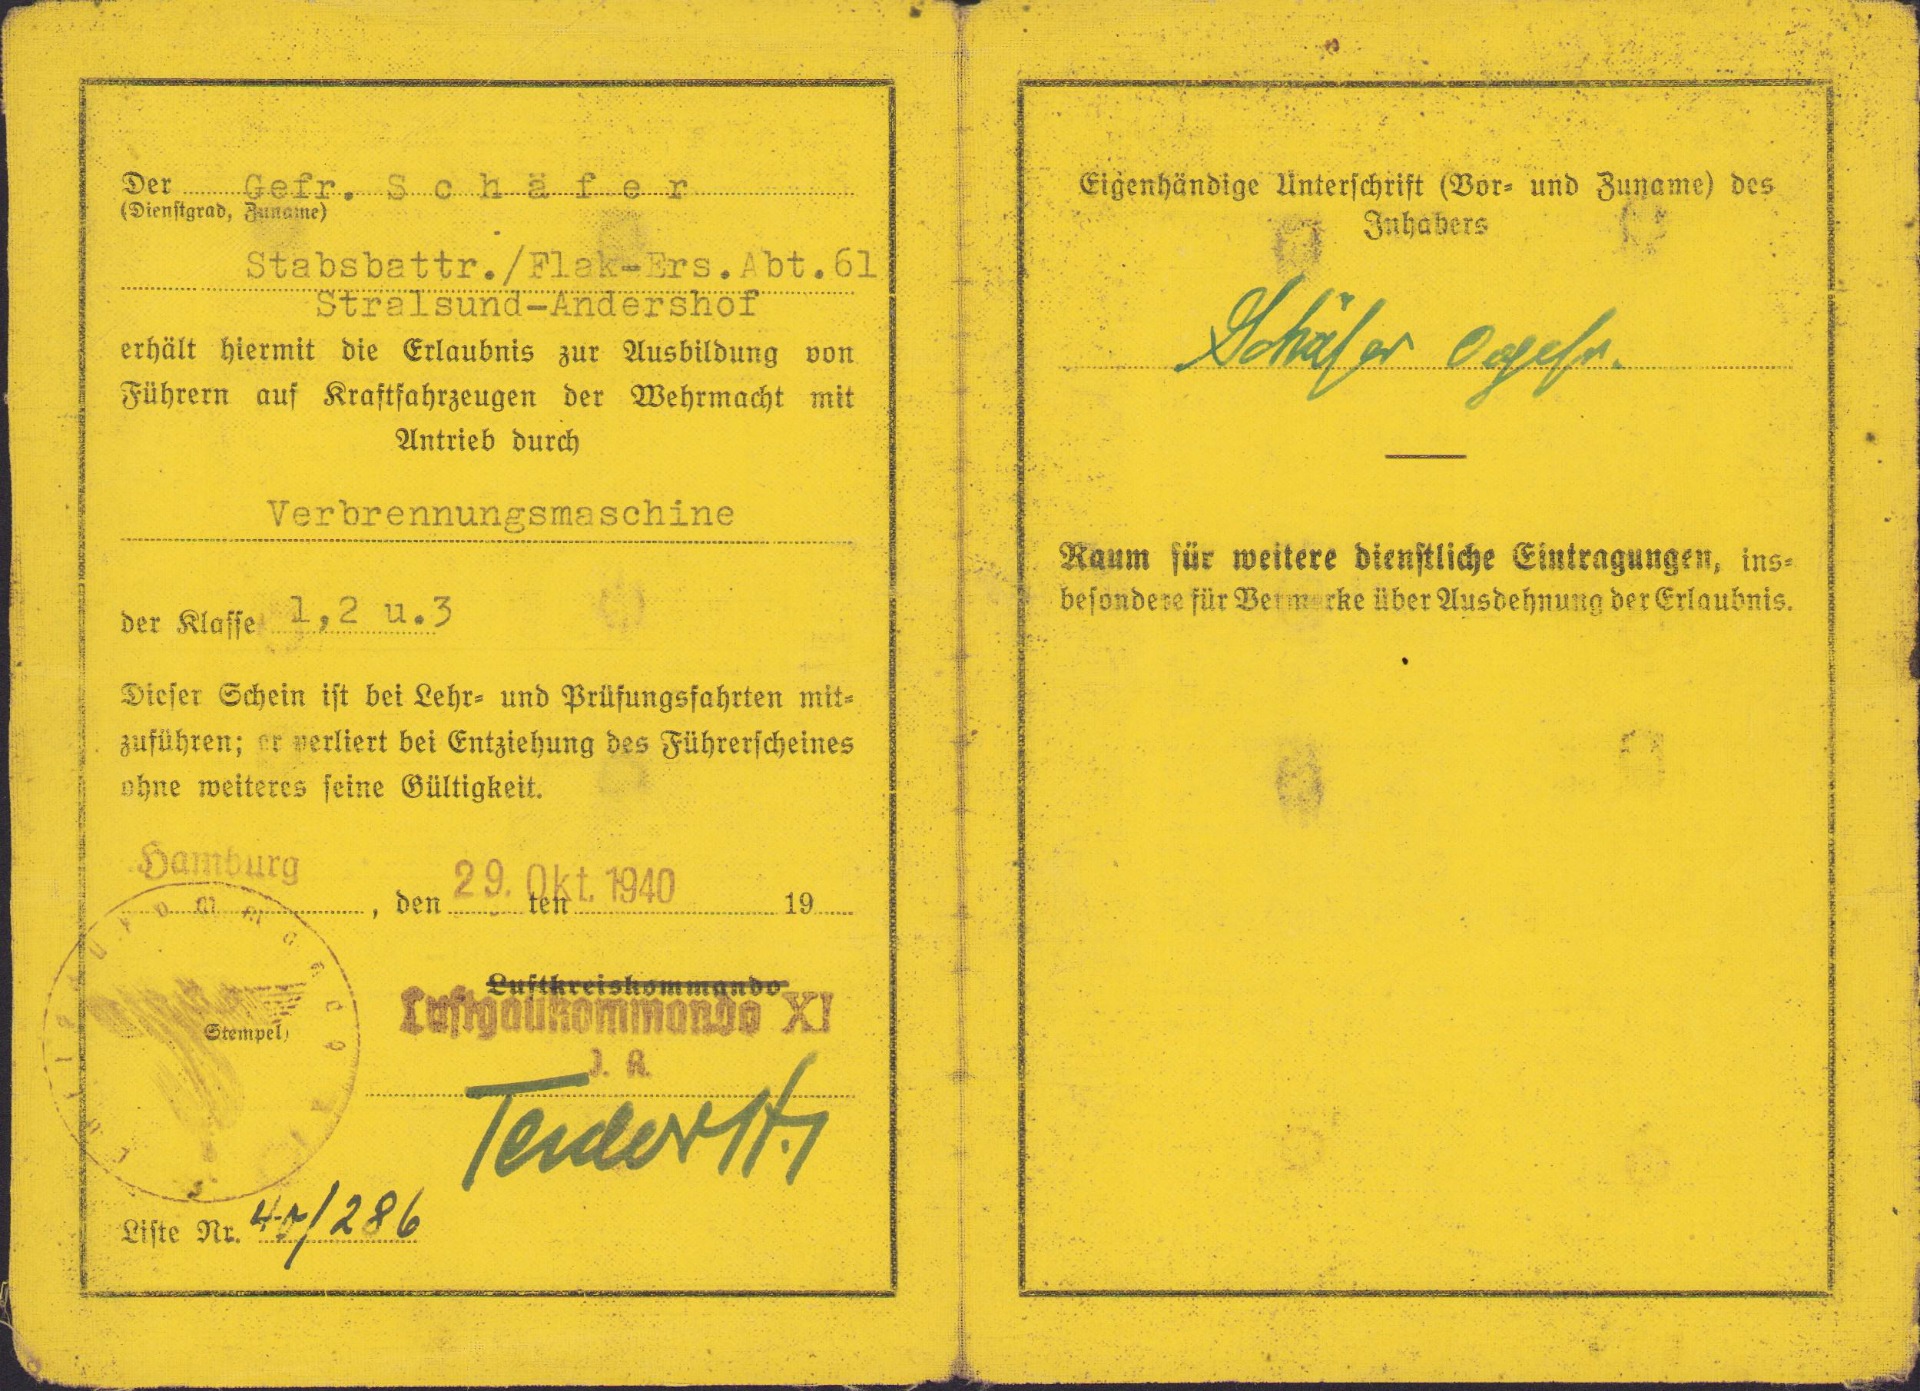 Der Gefr. Schäfer
(Dienstgrad, Zuname)
Stabsbattr./Flak-Ers.Abt.61
Stralsund-Andershof
erhält hiermit die Erlaubnis zur Ausbildung von
Führern auf Kraftfahrzeugen der Wehrmacht mit
Antrieb durch
Verbrennungsmaschine
der Klasse 1,2 u.3
Dieser Schein ist bei Lehr- und Prüfungsfahrten mit-
zuführen; er verliert bei Entziehung des Führerscheines
ohne weiteres seine Gültigkeit.
Hamburg, den 29. Okt. 1940 ten 19
Luftkreiskommando
Luftgaukommando XI
J. A.
Stempel
Liste Nr. 40/286
Eigenhändige Unterschrift (Vor- und Zuname) des
Inhabers
Schäfer Ogefr.
Raum für weitere dienstliche Eintragungen, ins-
besondere für Vermerke über Ausdehnung der Erlaubnis.